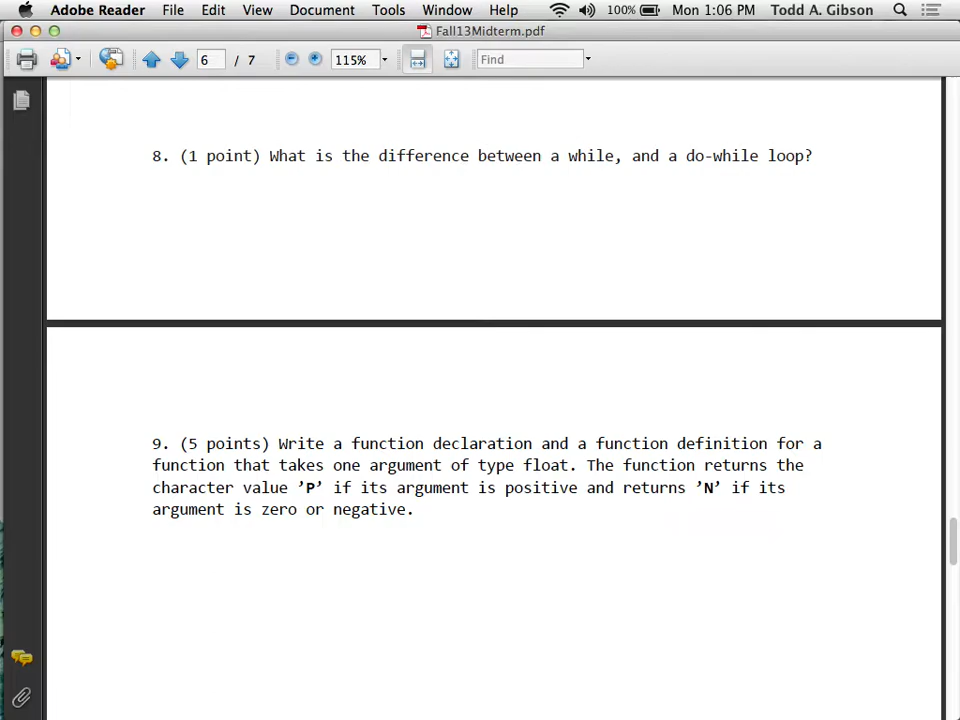 Adobe Reader File Edit View Document Tools Window Help 100% Mon 1:06 PM Todd A. Gibson
Fall13Midterm.pdf
6 / 7 115% Find
8. (1 point) What is the difference between a while, and a do-while loop?
9. (5 points) Write a function declaration and a function definition for a
function that takes one argument of type float. The function returns the
character value ’P’ if its argument is positive and returns ’N’ if its
argument is zero or negative.